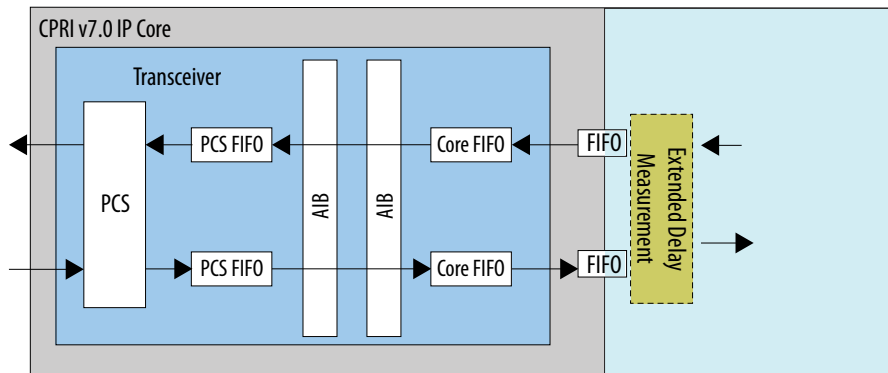 CPRI v7.0 IP Core
Transceiver
PCS FIFO
Core FIFO
FIFO
PCS
AIB
AIB
Extended Delay
Measurement
PCS FIFO
Core FIFO
FIFO